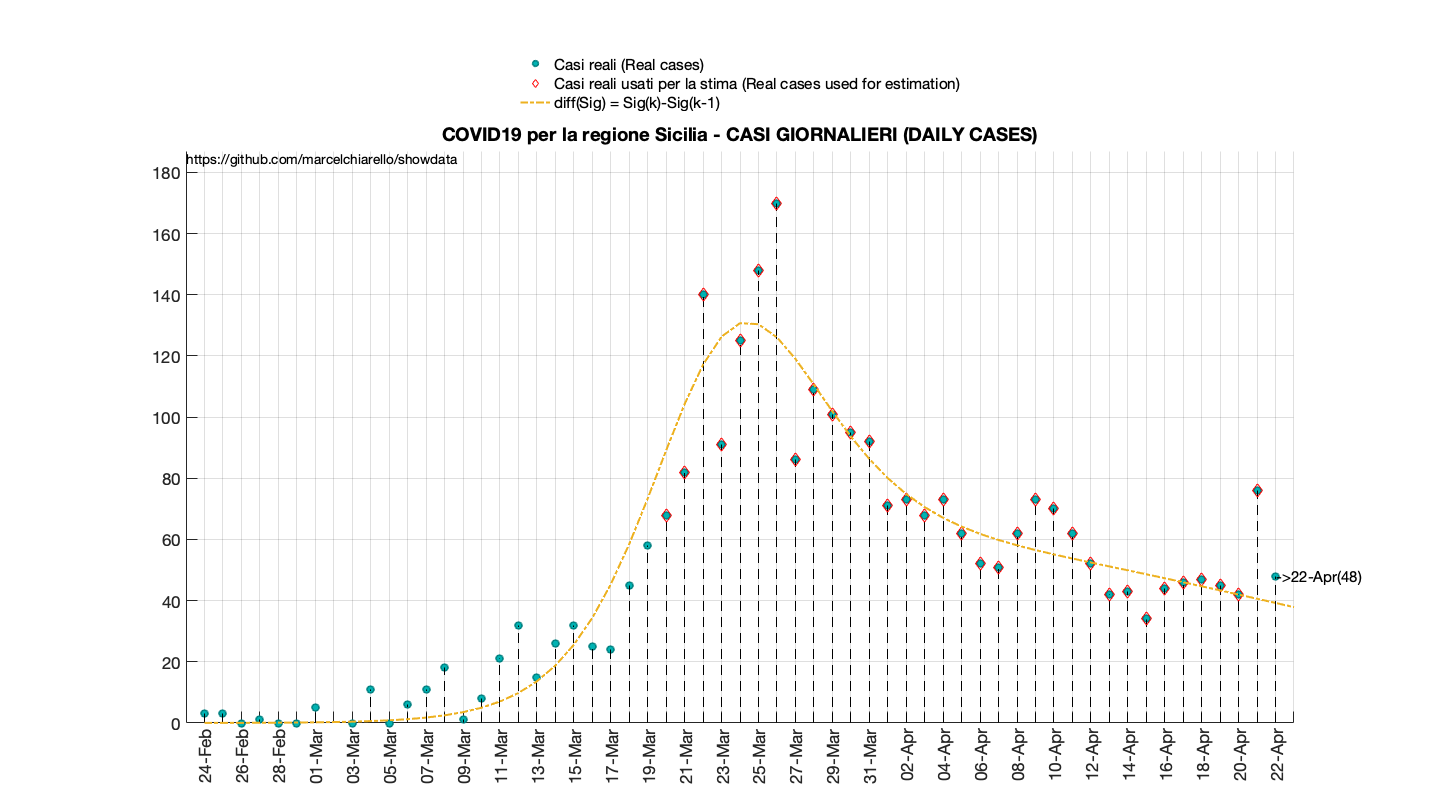 Casi reali (Real cases)
Casi reali usati per la stima (Real cases used for estimation)
diff(Sig) = Sig(k)-Sig(k-1)
COVID19 per la regione Sicilia - CASI GIORNALIERI (DAILY CASES)
https://github.com/marcelchiarello/showdata
180
160
140
120
100
80
60
40
20
0
->22-Apr(48)
24-Feb
26-Feb
28-Feb
01-Mar
03-Mar
05-Mar
07-Mar
09-Mar
11-Mar
13-Mar
15-Mar
17-Mar
19-Mar
21-Mar
23-Mar
25-Mar
27-Mar
29-Mar
31-Mar
02-Apr
04-Apr
06-Apr
08-Apr
10-Apr
12-Apr
14-Apr
16-Apr
18-Apr
20-Apr
22-Apr